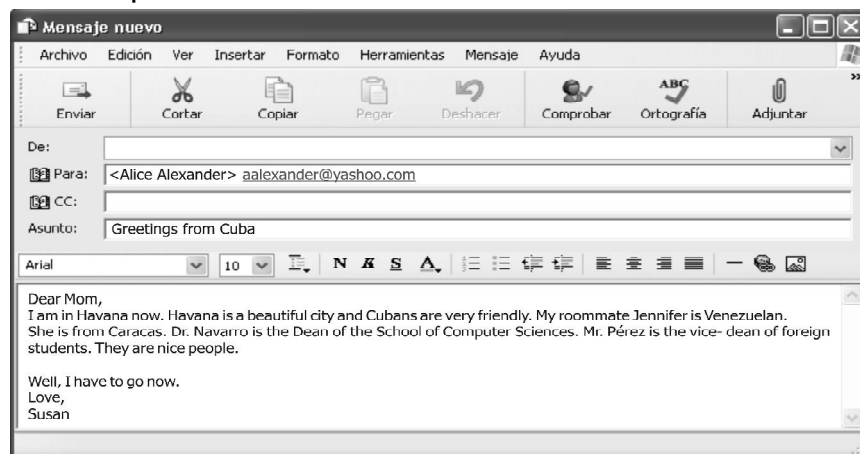 Mensaje nuevo
Archivo Edición Ver Insertar Formato Herramientas Mensaje Ayuda
Enviar Cortar Copiar Pegar Deshacer Comprobar Ortografía Adjuntar
De:
Para: <Alice Alexander> aalexander@yashoo.com
CC:
Asunto: Greetings from Cuba
Arial 10 N K S A
Dear Mom,
I am in Havana now. Havana is a beautiful city and Cubans are very friendly. My roommate Jennifer is Venezuelan.
She is from Caracas. Dr. Navarro is the Dean of the School of Computer Sciences. Mr. Pérez is the vice- dean of foreign
students. They are nice people.
Well, I have to go now.
Love,
Susan